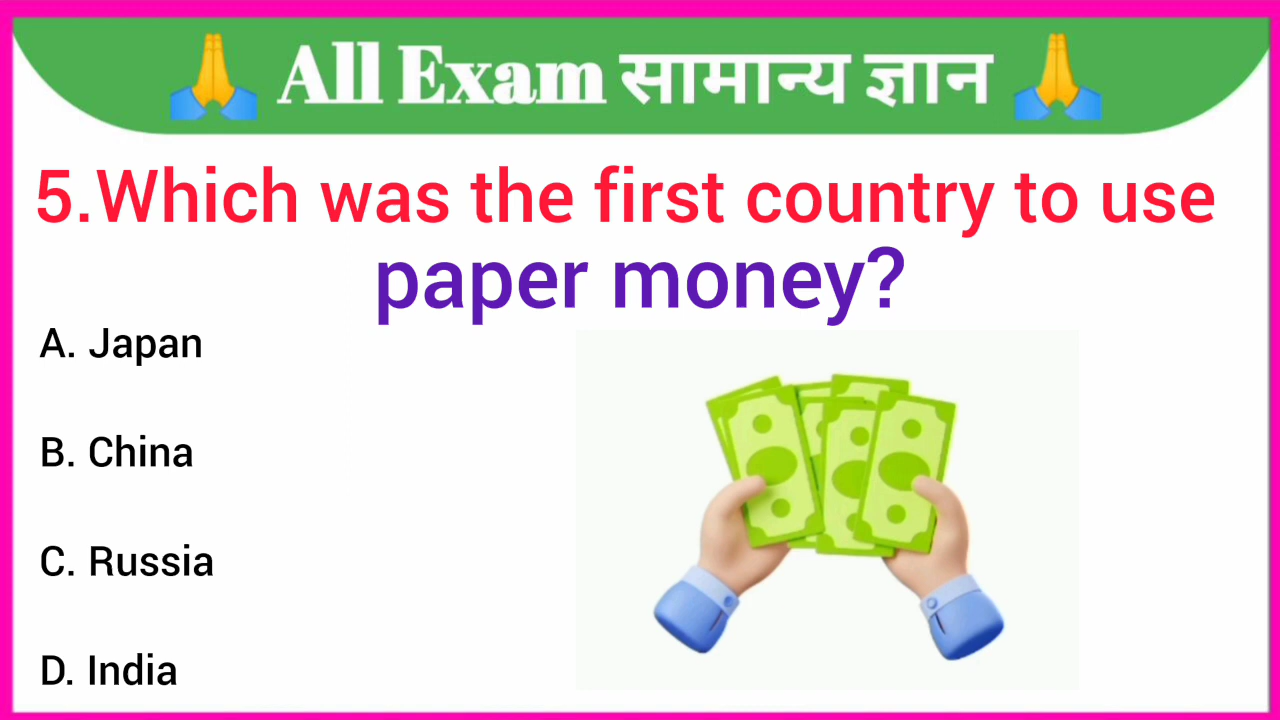 🙏 All Exam सामान्य ज्ञान 🙏
5.Which was the first country to use
paper money?
A. Japan
B. China
C. Russia
D. India